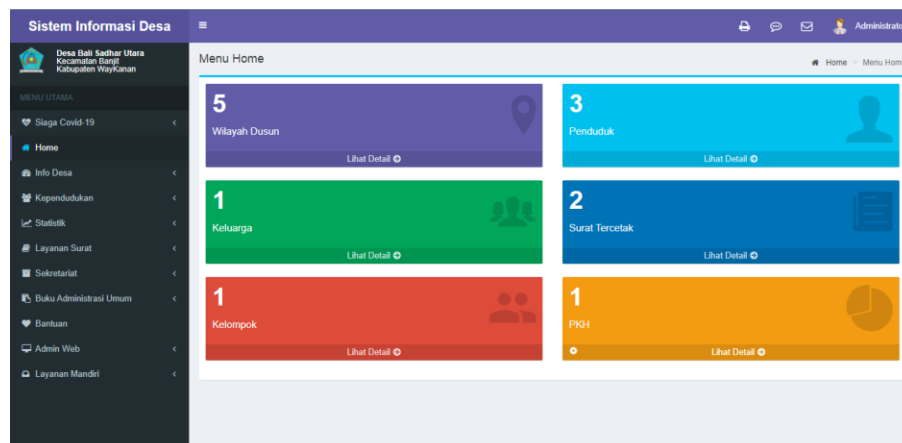 Sistem Informasi Desa
Administrato
Desa Bali Sadhar Utara
Kecamatan Banjit
Kabupaten WayKanan
Menu Home
Home > Menu Hom
MENU UTAMA
Siaga Covid-19
Home
Info Desa
Kependudukan
Statistik
Layanan Surat
Sekretariat
Buku Administrasi Umum
Bantuan
Admin Web
Layanan Mandiri
5
Wilayah Dusun
Lihat Detail
3
Penduduk
Lihat Detail
1
Keluarga
Lihat Detail
2
Surat Tercetak
Lihat Detail
1
Kelompok
Lihat Detail
1
PKH
Lihat Detail